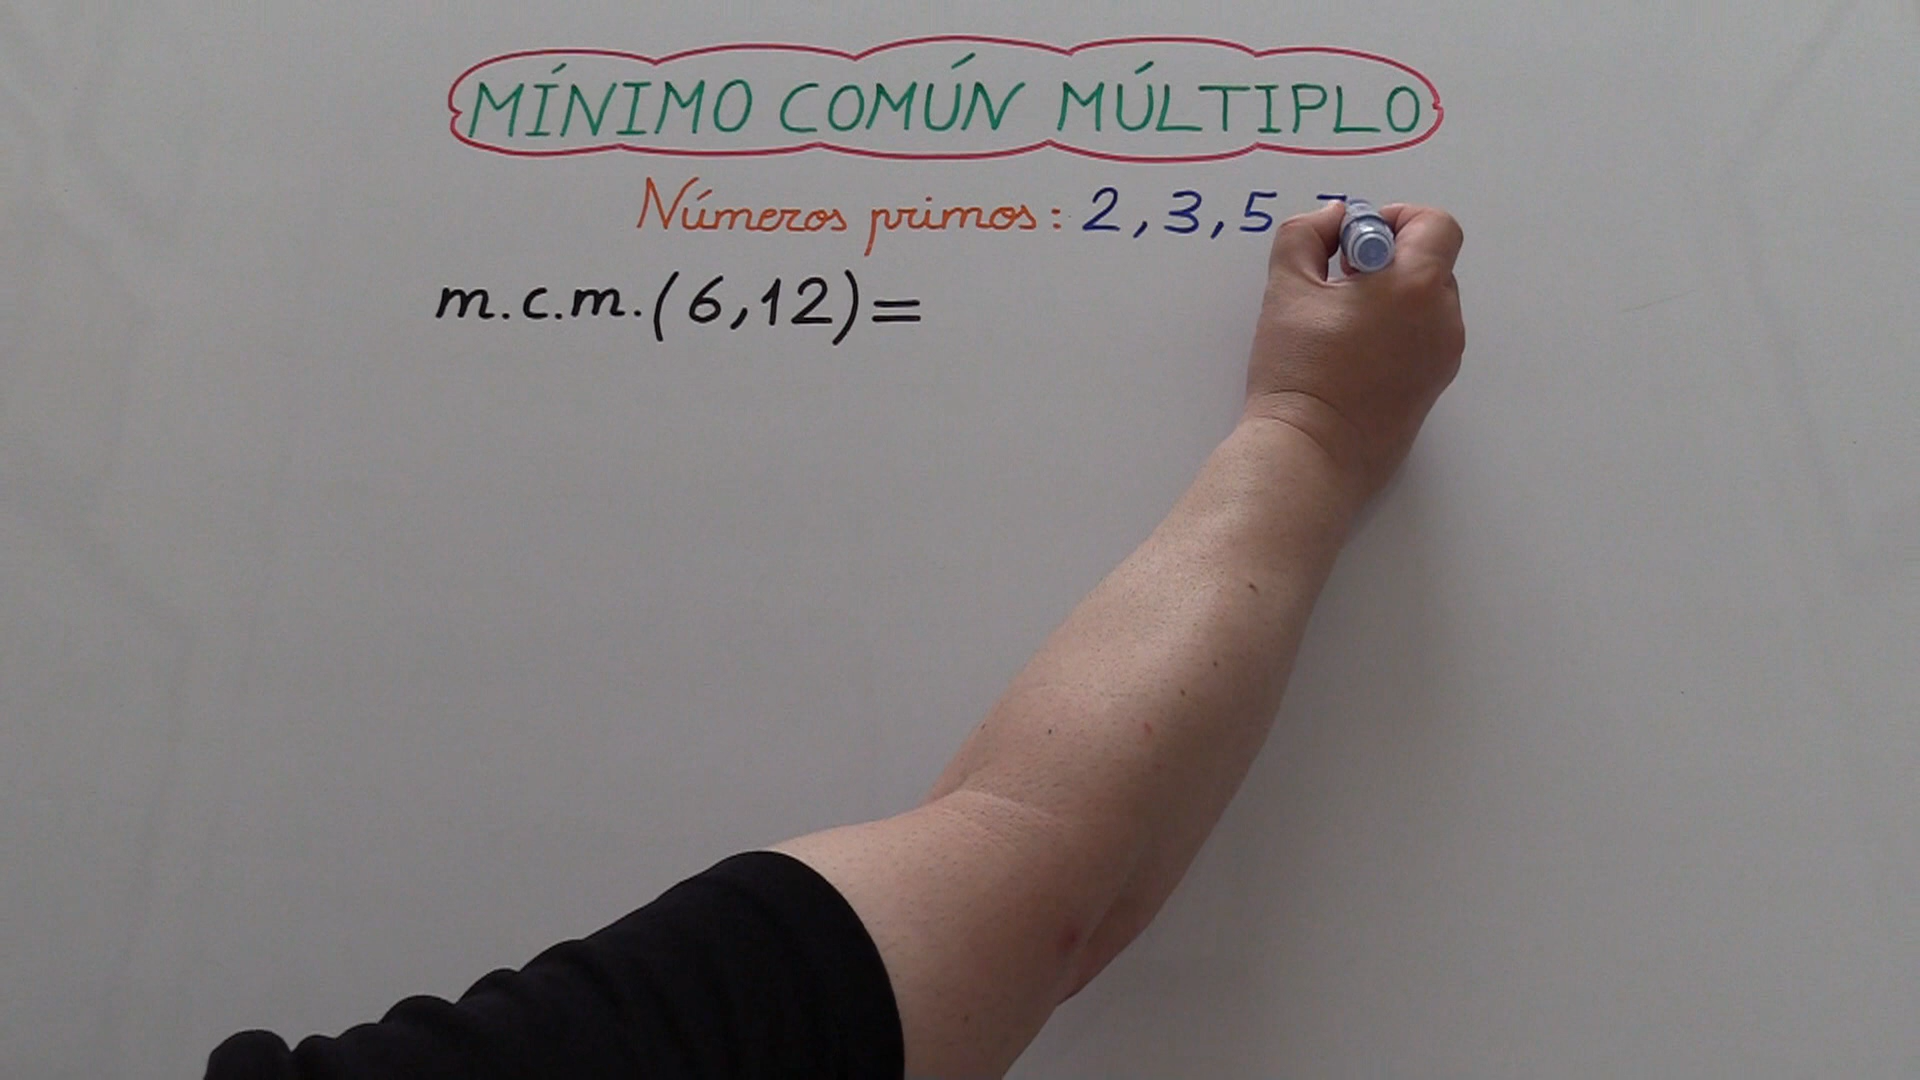 MÍNIMO COMÚN MÚLTIPLO
Números primos: 2, 3, 5
m.c.m.(6,12)=